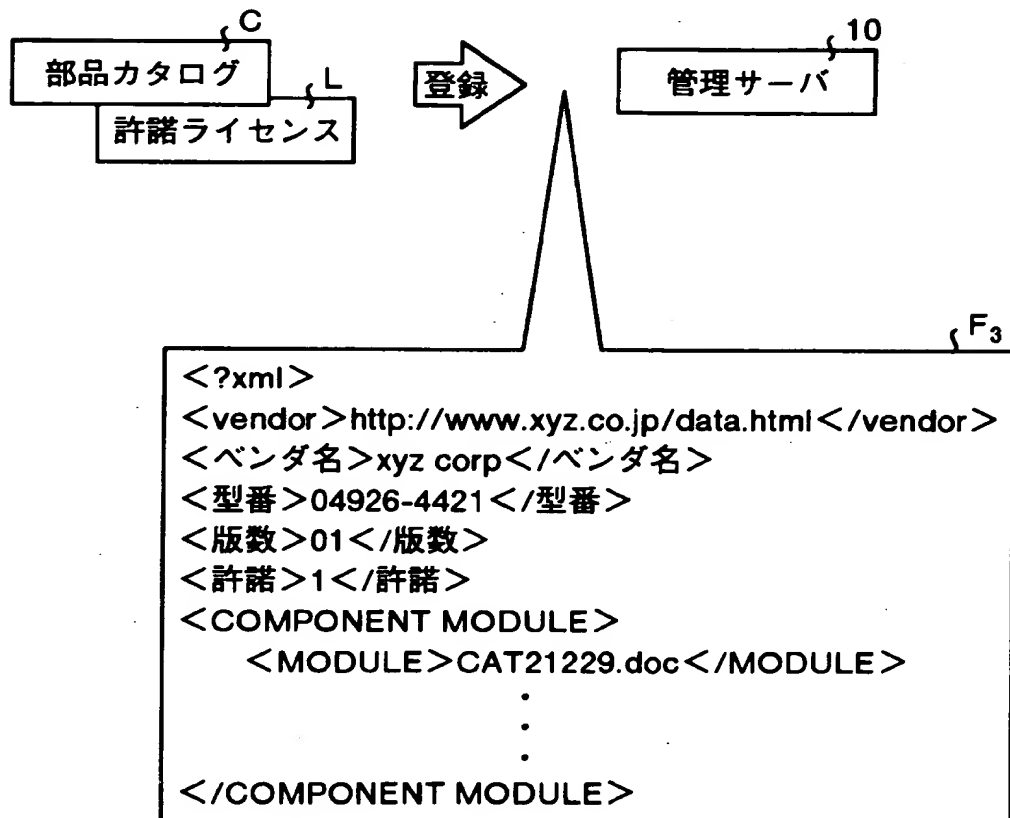 C
部品カタログ
L
許諾ライセンス
登録
10
管理サーバ
F₃
<?xml>
<vendor>http://www.xyz.co.jp/data.html</vendor>
<ベンダ名>xyz corp</ベンダ名>
<型番>04926-4421</型番>
<版数>01</版数>
<許諾>1</許諾>
<COMPONENT MODULE>
<MODULE>CAT21229.doc</MODULE>
・
・
・
</COMPONENT MODULE>